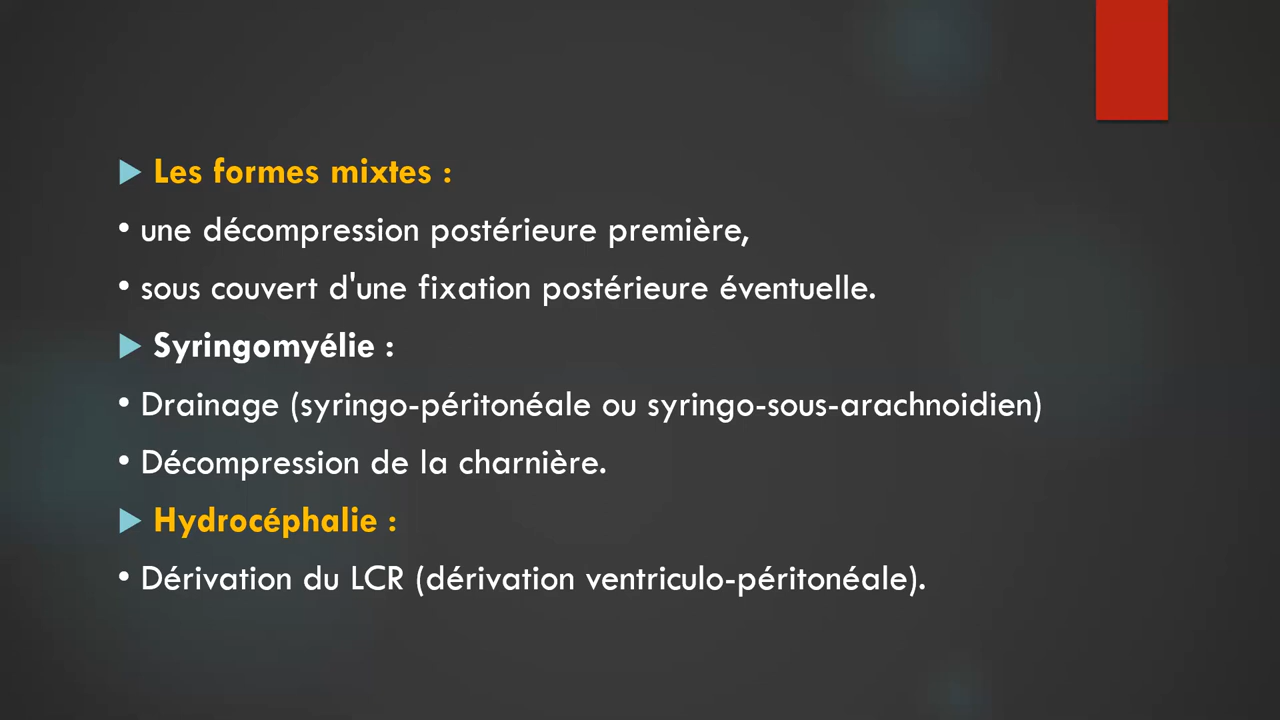 Les formes mixtes :
• une décompression postérieure première,
• sous couvert d'une fixation postérieure éventuelle.
Syringomyélie :
• Drainage (syringo-péritonéale ou syringo-sous-arachnoidien)
• Décompression de la charnière.
Hydrocéphalie :
• Dérivation du LCR (dérivation ventriculo-péritonéale).